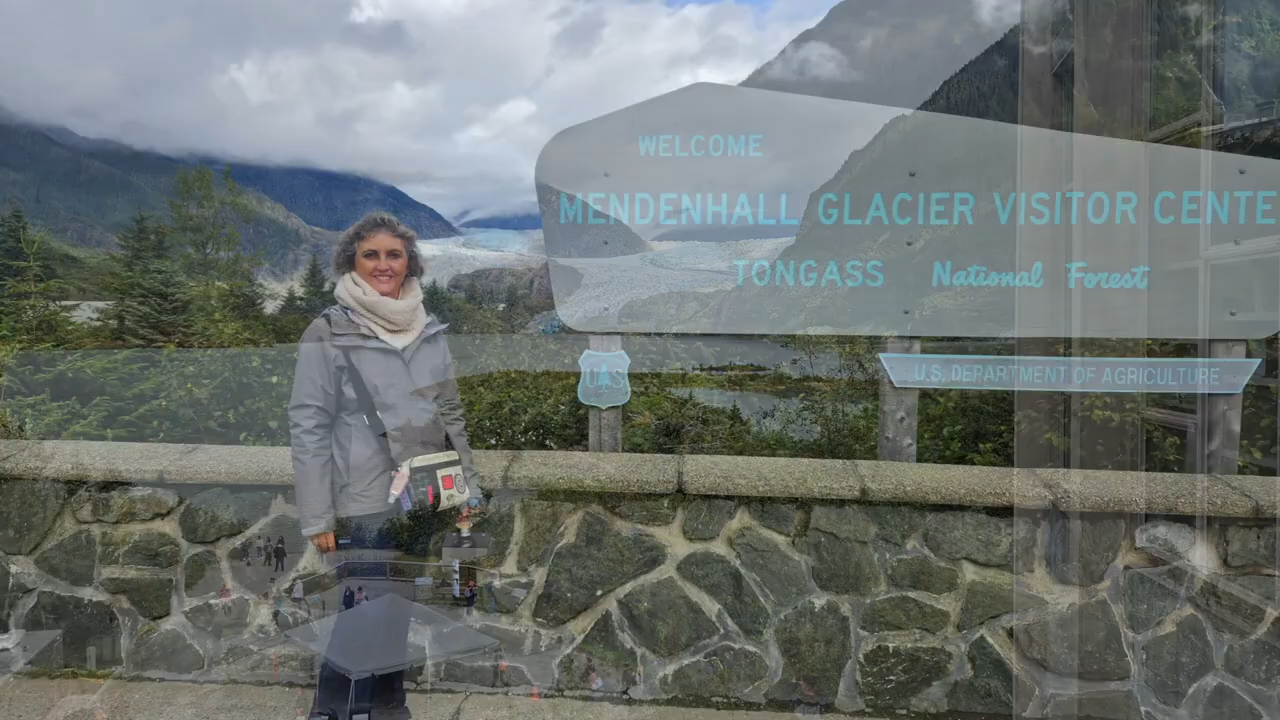 WELCOME
MENDENHALL GLACIER VISITOR CENTE
TONGASS National Forest
U S
U.S. DEPARTMENT OF AGRICULTURE